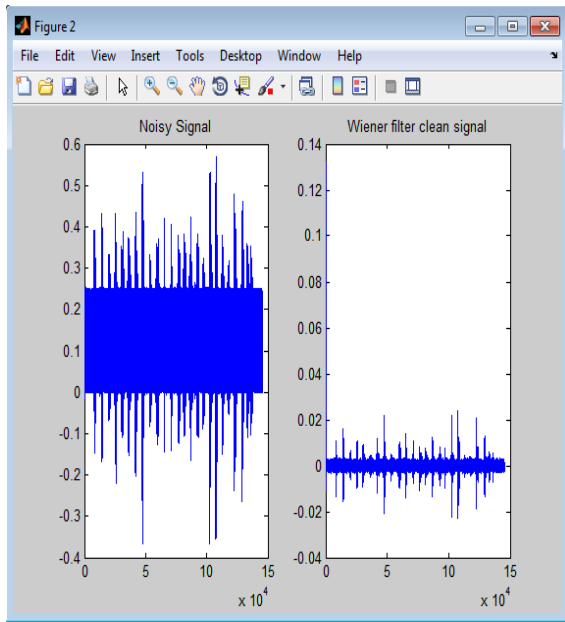 Figure 2
File Edit View Insert Tools Desktop Window Help
Noisy Signal
0.6
0.5
0.4
0.3
0.2
0.1
0
-0.1
-0.2
-0.3
-0.4
0 5 10 15
x 10^4
Wiener filter clean signal
0.14
0.12
0.1
0.08
0.06
0.04
0.02
0
-0.02
-0.04
0 5 10 15
x 10^4